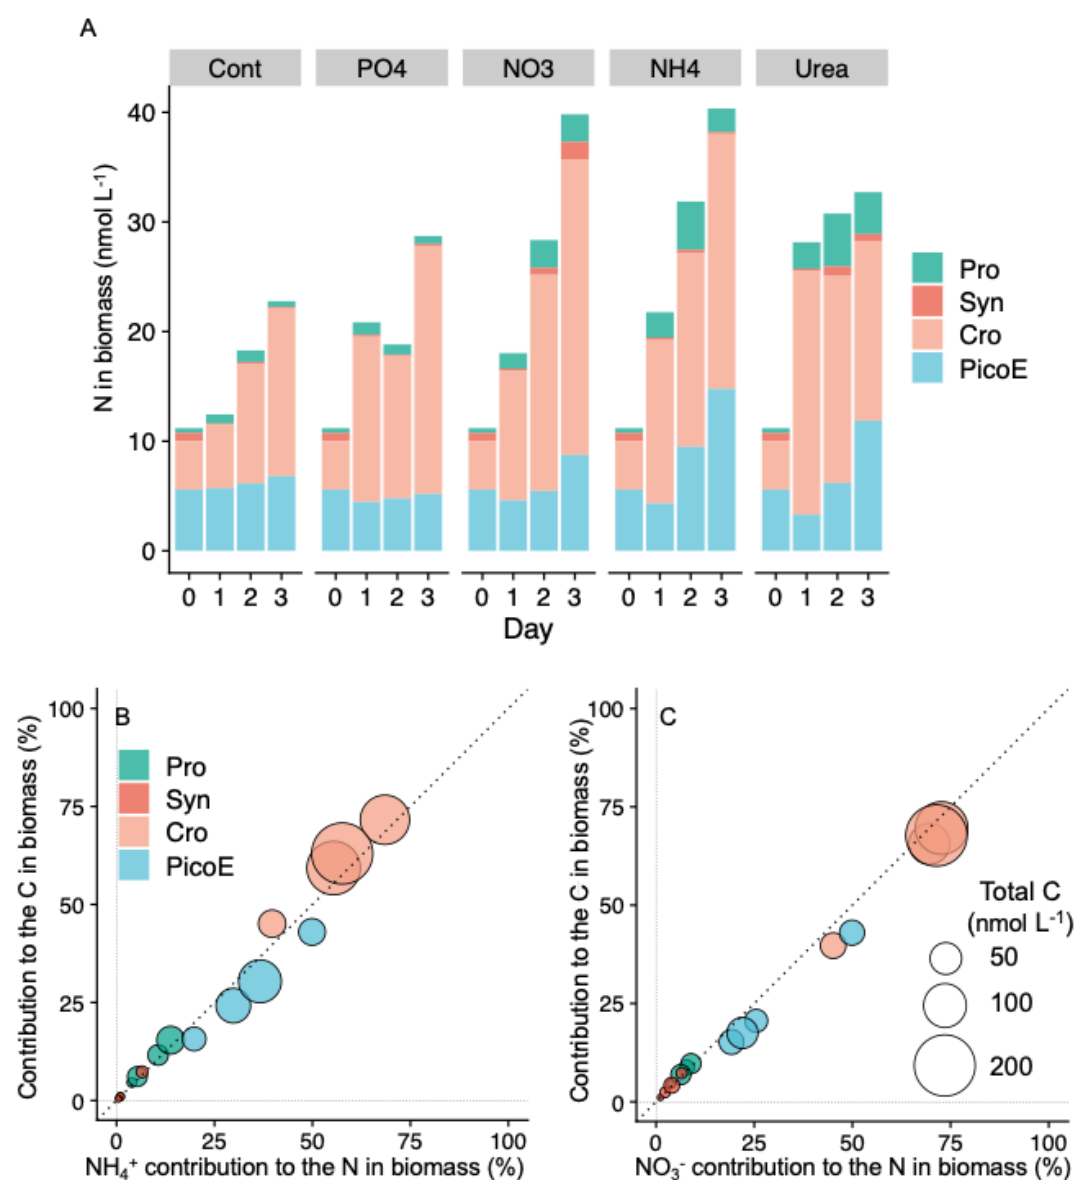 A
Cont PO4 NO3 NH4 Urea
N in biomass (nmol L⁻¹)
40
30
20
10
0
0 1 2 3 0 1 2 3 0 1 2 3 0 1 2 3 0 1 2 3
Day
Pro
Syn
Cro
PicoE
B
Contribution to the C in biomass (%)
100
75
50
25
0
Pro
Syn
Cro
PicoE
0 25 50 75 100
NH₄⁺ contribution to the N in biomass (%)
C
Contribution to the C in biomass (%)
100
75
50
25
0
Total C
(nmol L⁻¹)
50
100
200
0 25 50 75 100
NO₃⁻ contribution to the N in biomass (%)